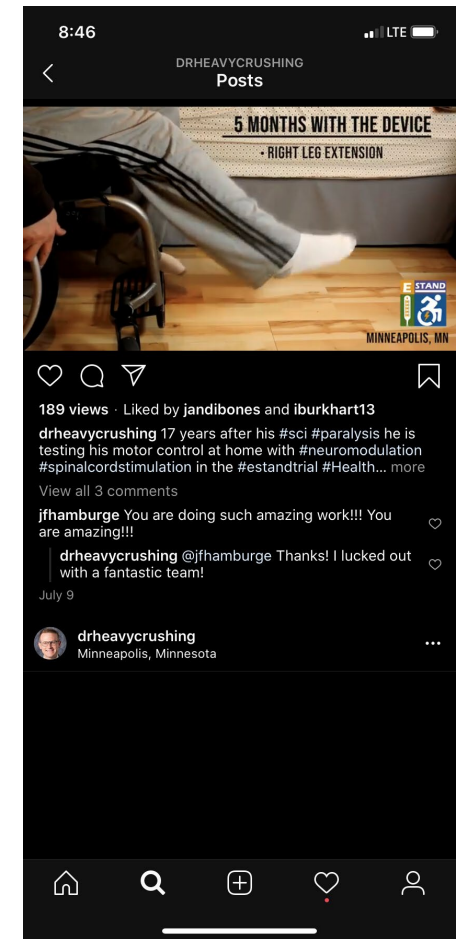 8:46
LTE
DRHEAVYCRUSHING
Posts
5 MONTHS WITH THE DEVICE
• RIGHT LEG EXTENSION
E STAND
MINNEAPOLIS, MN
189 views · Liked by jandibones and iburkhart13
drheavycrushing 17 years after his #sci #paralysis he is
testing his motor control at home with #neuromodulation
#spinalcordstimulation in the #estandtrial #Health... more
View all 3 comments
jfhamburge You are doing such amazing work!!! You
are amazing!!!
drheavycrushing @jfhamburge Thanks! I lucked out
with a fantastic team!
July 9
drheavycrushing
Minneapolis, Minnesota